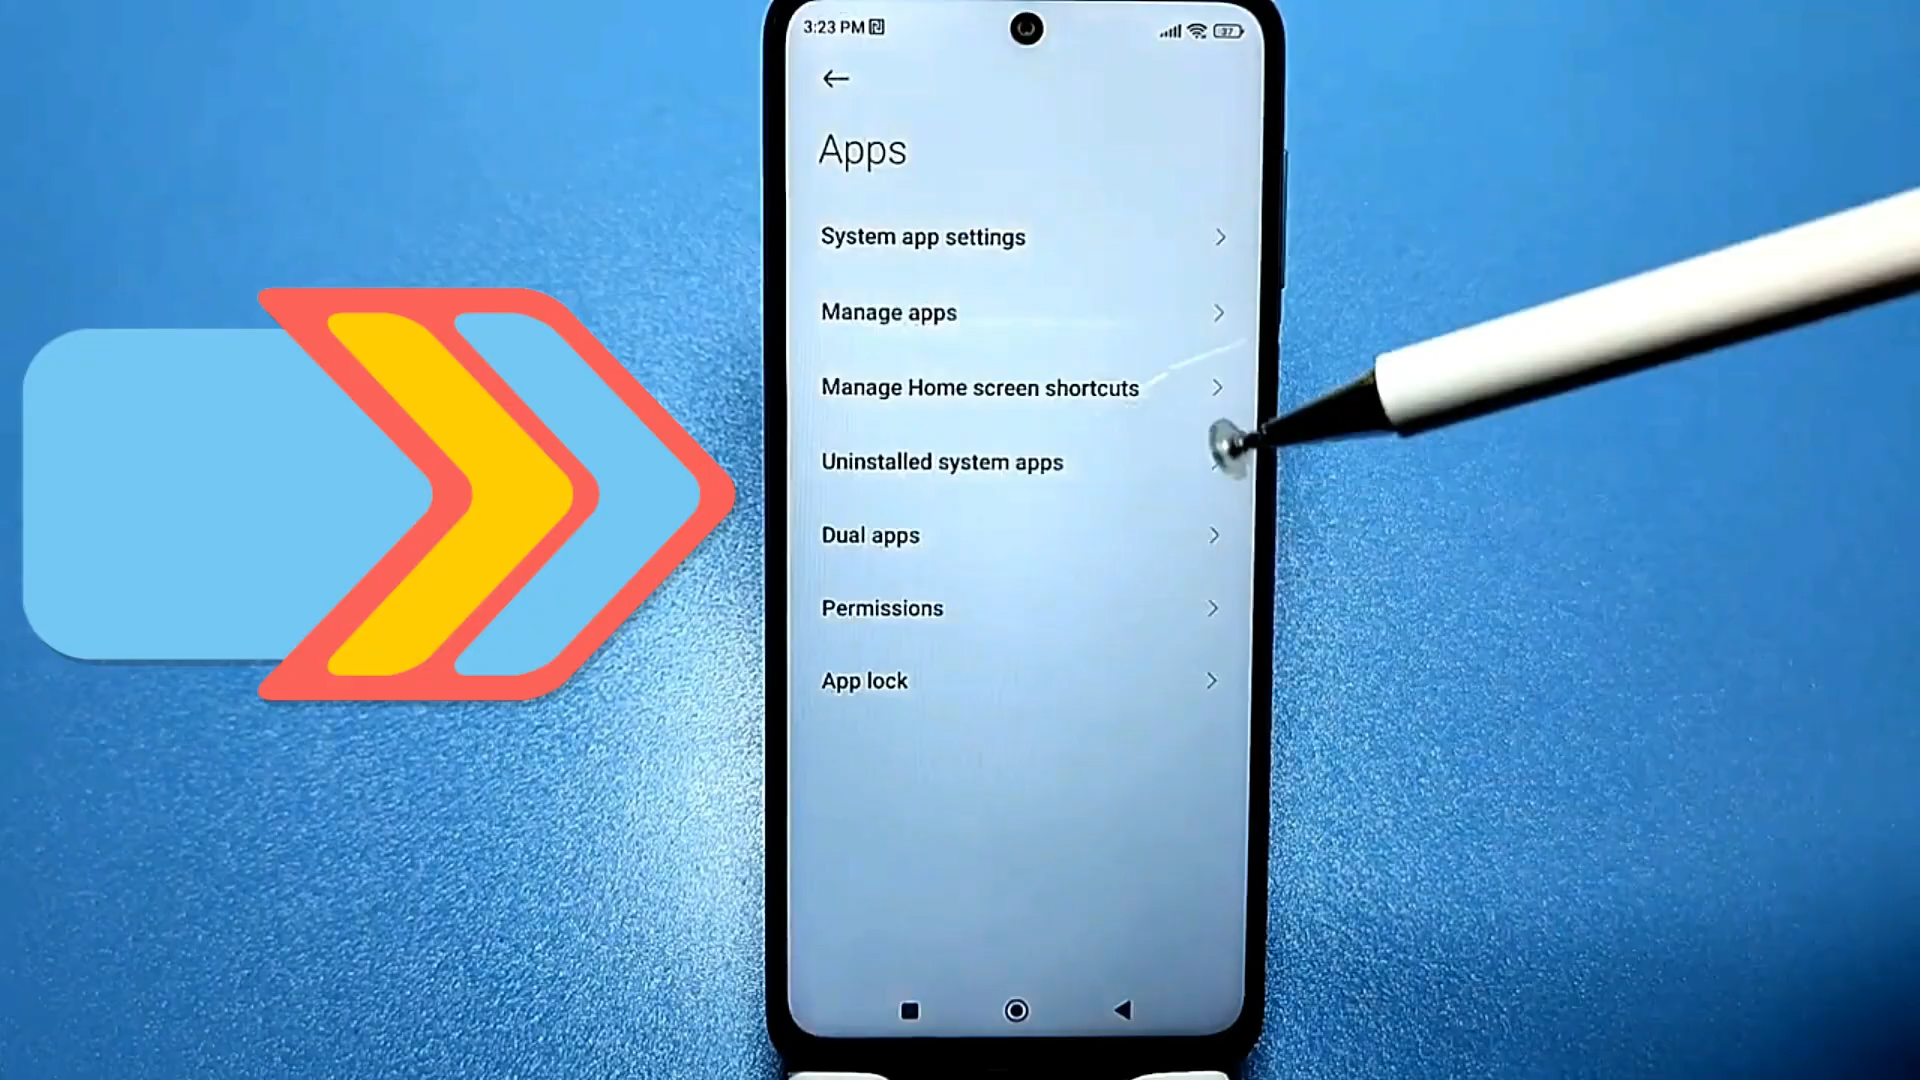 3:23 PM
37
Apps
System app settings
Manage apps
Manage Home screen shortcuts
Uninstalled system apps
Dual apps
Permissions
App lock